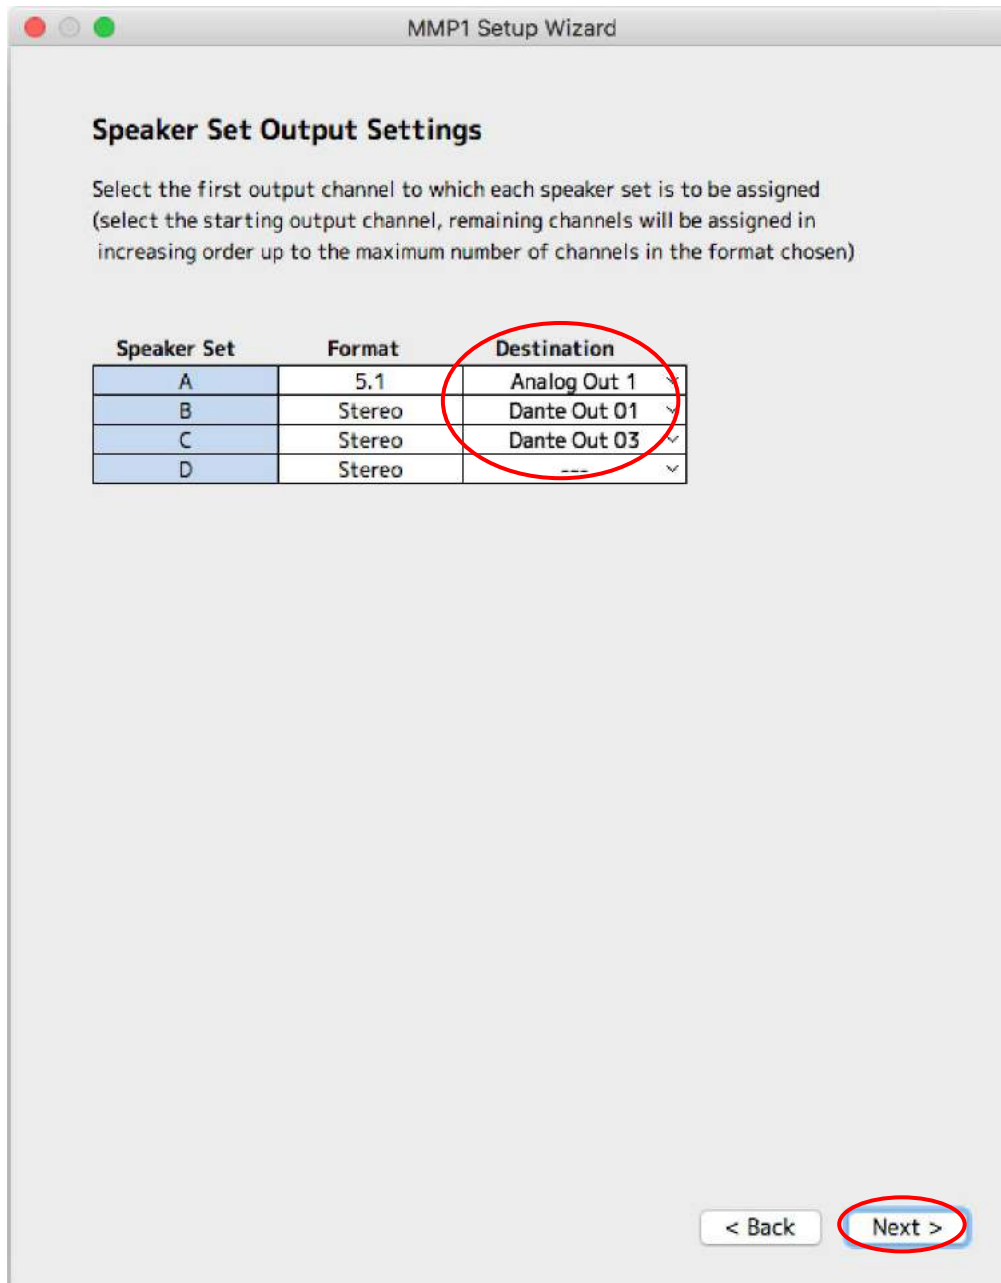 MMP1 Setup Wizard
Speaker Set Output Settings
Select the first output channel to which each speaker set is to be assigned
(select the starting output channel, remaining channels will be assigned in
increasing order up to the maximum number of channels in the format chosen)
Speaker Set Format Destination
A 5.1 Analog Out 1
B Stereo Dante Out 01
C Stereo Dante Out 03
D Stereo ---
< Back Next >